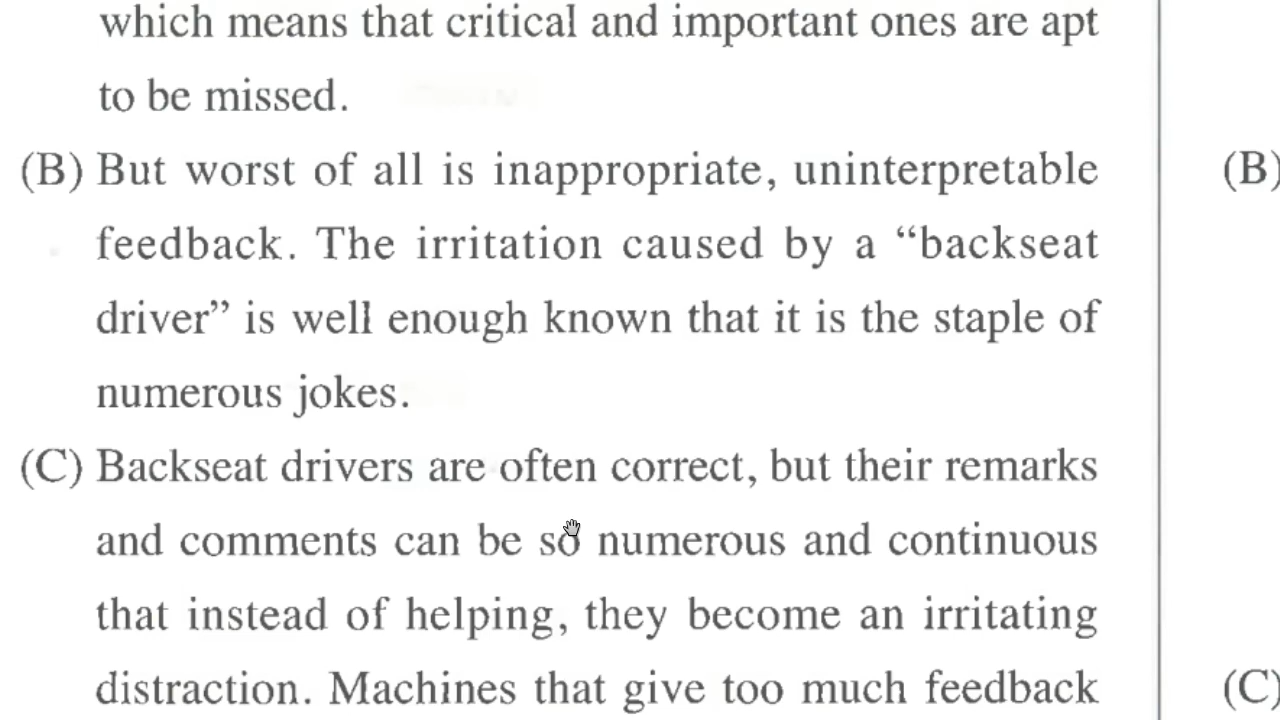 which means that critical and important ones are apt
to be missed.
(B) But worst of all is inappropriate, uninterpretable
feedback. The irritation caused by a “backseat
driver” is well enough known that it is the staple of
numerous jokes.
(C) Backseat drivers are often correct, but their remarks
and comments can be so numerous and continuous
that instead of helping, they become an irritating
distraction. Machines that give too much feedback
(B)
(C)